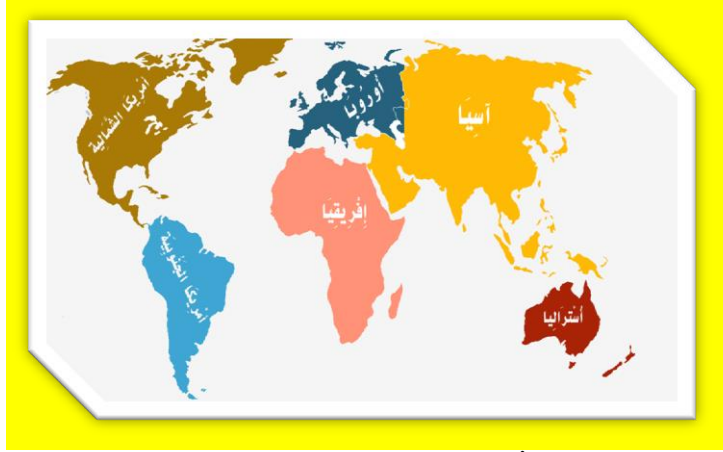 أمريكا الشمالية
أوروبا
آسيا
إفريقيا
أمريكا الجنوبية
أستراليا